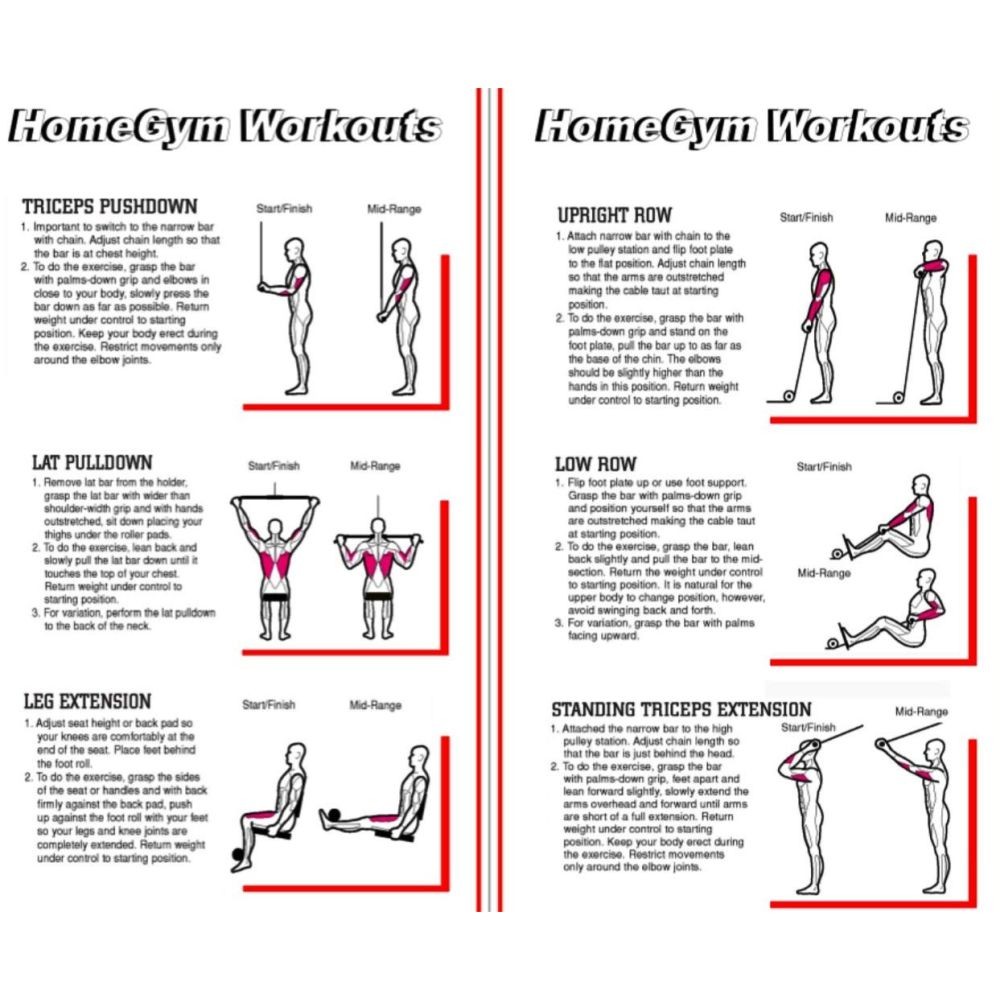 HomeGym Workouts
TRICEPS PUSHDOWN
Start/Finish
Mid-Range
1. Important to switch to the narrow bar
with chain. Adjust chain length so that
the bar is at chest height.
2. To do the exercise, grasp the bar
with palms-down grip and elbows in
close to your body, slowly press the
bar down as far as possible. Return
weight under control to starting
position. Keep your body erect during
the exercise. Restrict movements only
around the elbow joints.
LAT PULLDOWN
Start/Finish
Mid-Range
1. Remove lat bar from the holder,
grasp the lat bar with wider than
shoulder-width grip and with hands
outstretched, sit down placing your
thighs under the roller pads.
2. To do the exercise, lean back and
slowly pull the lat bar down until it
touches the top of your chest.
Return weight under control to
starting position.
3. For variation, perform the lat pulldown
to the back of the neck.
LEG EXTENSION
Start/Finish
Mid-Range
1. Adjust seat height or back pad so
your knees are comfortably at the
end of the seat. Place feet behind
the foot roll.
2. To do the exercise, grasp the sides
of the seat or handles and with back
firmly against the back pad, push
up against the foot roll with your feet
so your legs and knee joints are
completely extended. Return weight
under control to starting position.
HomeGym Workouts
UPRIGHT ROW
Start/Finish
Mid-Range
1. Attach narrow bar with chain to the
low pulley station and flip foot plate
to the flat position. Adjust chain length
so that the arms are outstretched
making the cable taut at starting
position.
2. To do the exercise, grasp the bar with
palms-down grip and stand on the
foot plate, pull the bar up to as far as
the base of the chin. The elbows
should be slightly higher than the
hands in this position. Return weight
under control to starting position.
LOW ROW
Start/Finish
1. Flip foot plate up or use foot support.
Grasp the bar with palms-down grip
and position yourself so that the arms
are outstretched making the cable taut
at starting position.
2. To do the exercise, grasp the bar, lean
back slightly and pull the bar to the mid-
section. Return the weight under control
to starting position. It is natural for the
upper body to change position, however,
avoid swinging back and forth.
3. For variation, grasp the bar with palms
facing upward.
Mid-Range
STANDING TRICEPS EXTENSION
Start/Finish
Mid-Range
1. Attached the narrow bar to the high
pulley station. Adjust chain length so
that the bar is just behind the head.
2. To do the exercise, grasp the bar
with palms-down grip, feet apart and
lean forward slightly, slowly extend the
arms overhead and forward until arms
are short of a full extension. Return
weight under control to starting
position. Keep your body erect during
the exercise. Restrict movements
only around the elbow joints.